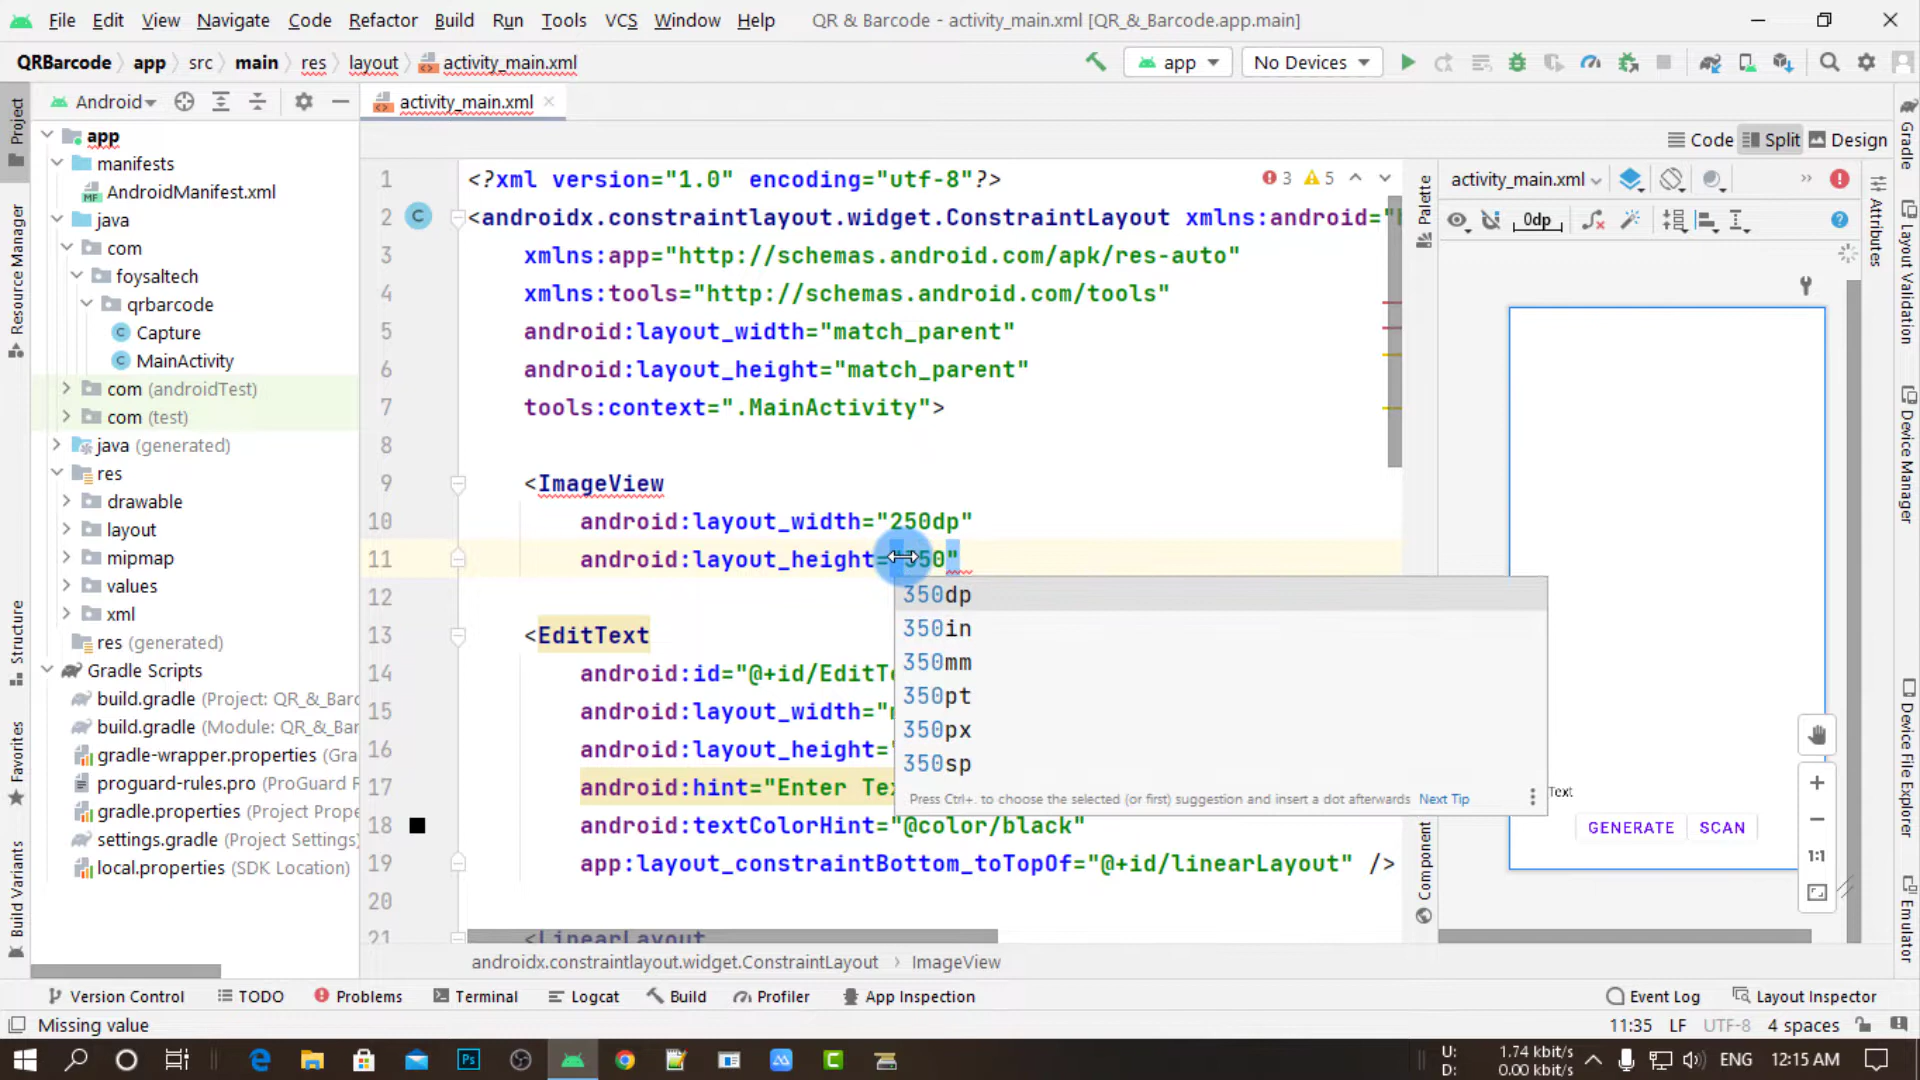 File Edit View Navigate Code Refactor Build Run Tools VCS Window Help QR & Barcode - activity_main.xml [QR_&_Barcode.app.main]
QRBarcode app src main res layout activity_main.xml app No Devices
Project
Android
activity_main.xml
Code Split Design
Gradle
app
manifests
AndroidManifest.xml
java
com
foysaltech
qrbarcode
Capture
MainActivity
com (androidTest)
com (test)
java (generated)
res
drawable
layout
mipmap
values
xml
res (generated)
Gradle Scripts
build.gradle (Project: QR_&_Barc
build.gradle (Module: QR_&_Ba
gradle-wrapper.properties (Gra
proguard-rules.pro (ProGuard R
gradle.properties (Project Prope
settings.gradle (Project Settings)
local.properties (SDK Location)
Resource Manager
Structure
Favorites
Build Variants
3 5
1 <?xml version="1.0" encoding="utf-8"?>
2 <androidx.constraintlayout.widget.ConstraintLayout xmlns:android="
3 xmlns:app="http://schemas.android.com/apk/res-auto"
4 xmlns:tools="http://schemas.android.com/tools"
5 android:layout_width="match_parent"
6 android:layout_height="match_parent"
7 tools:context=".MainActivity">
8
9 <ImageView
10 android:layout_width="250dp"
11 android:layout_height="350"
12
13 <EditText
14 android:id="@+id/EditTe
15 android:layout_width="
16 android:layout_height="
17 android:hint="Enter Tex
18 android:textColorHint="@color/black"
19 app:layout_constraintBottom_toTopOf="@+id/linearLayout" />
20
21 <LinearLayout
350dp
350in
350mm
350pt
350px
350sp
Press Ctrl+. to choose the selected (or first) suggestion and insert a dot afterwards Next Tip
androidx.constraintlayout.widget.ConstraintLayout ImageView
Palette
activity_main.xml
0dp
Text
GENERATE SCAN
1:1
Component
Attributes
Layout Validation
Device Manager
Device File Explorer
Emulator
Version Control TODO Problems Terminal Logcat Build Profiler App Inspection Event Log Layout Inspector
Missing value 11:35 LF UTF-8 4 spaces
U: 1.74 kbit/s
D: 0.00 kbit/s
ENG 12:15 AM